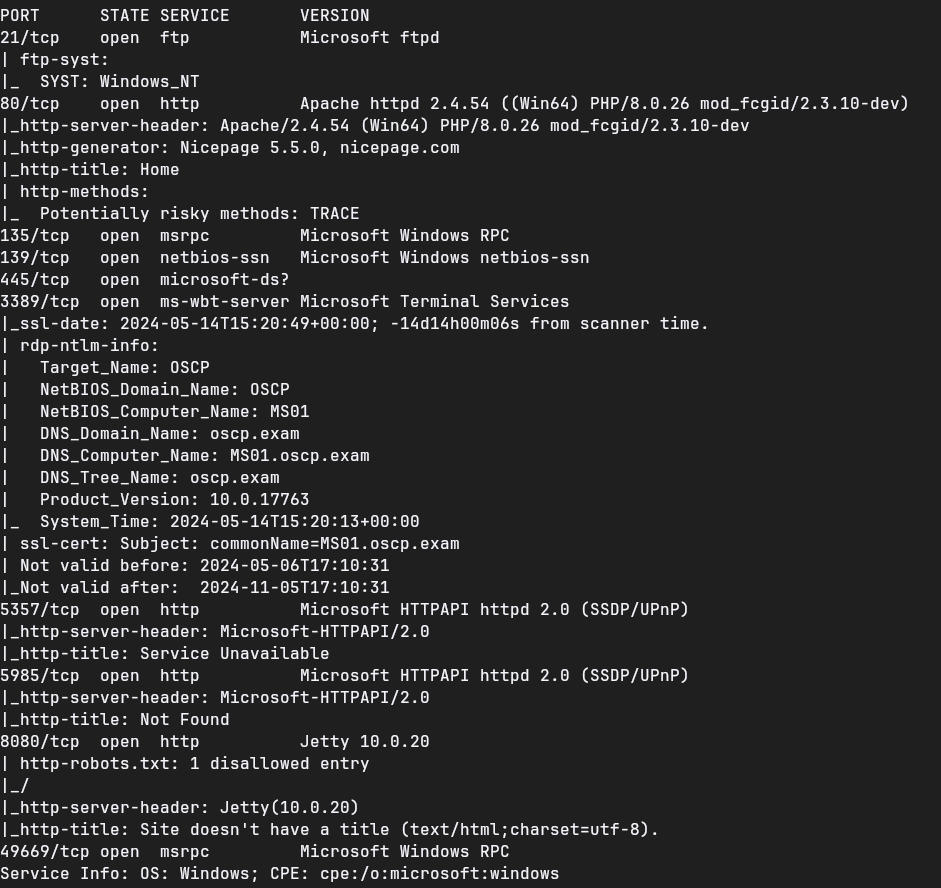 PORT      STATE SERVICE       VERSION
21/tcp    open  ftp           Microsoft ftpd
| ftp-syst:
|_  SYST: Windows_NT
80/tcp    open  http          Apache httpd 2.4.54 ((Win64) PHP/8.0.26 mod_fcgid/2.3.10-dev)
|_http-server-header: Apache/2.4.54 (Win64) PHP/8.0.26 mod_fcgid/2.3.10-dev
|_http-generator: Nicepage 5.5.0, nicepage.com
|_http-title: Home
| http-methods:
|_  Potentially risky methods: TRACE
135/tcp   open  msrpc         Microsoft Windows RPC
139/tcp   open  netbios-ssn   Microsoft Windows netbios-ssn
445/tcp   open  microsoft-ds?
3389/tcp  open  ms-wbt-server Microsoft Terminal Services
|_ssl-date: 2024-05-14T15:20:49+00:00; -14d14h00m06s from scanner time.
| rdp-ntlm-info:
|   Target_Name: OSCP
|   NetBIOS_Domain_Name: OSCP
|   NetBIOS_Computer_Name: MS01
|   DNS_Domain_Name: oscp.exam
|   DNS_Computer_Name: MS01.oscp.exam
|   DNS_Tree_Name: oscp.exam
|   Product_Version: 10.0.17763
|_  System_Time: 2024-05-14T15:20:13+00:00
| ssl-cert: Subject: commonName=MS01.oscp.exam
| Not valid before: 2024-05-06T17:10:31
|_Not valid after:  2024-11-05T17:10:31
5357/tcp  open  http          Microsoft HTTPAPI httpd 2.0 (SSDP/UPnP)
|_http-server-header: Microsoft-HTTPAPI/2.0
|_http-title: Service Unavailable
5985/tcp  open  http          Microsoft HTTPAPI httpd 2.0 (SSDP/UPnP)
|_http-server-header: Microsoft-HTTPAPI/2.0
|_http-title: Not Found
8080/tcp  open  http          Jetty 10.0.20
| http-robots.txt: 1 disallowed entry
|_/
|_http-server-header: Jetty(10.0.20)
|_http-title: Site doesn't have a title (text/html;charset=utf-8).
49669/tcp open  msrpc         Microsoft Windows RPC
Service Info: OS: Windows; CPE: cpe:/o:microsoft:windows